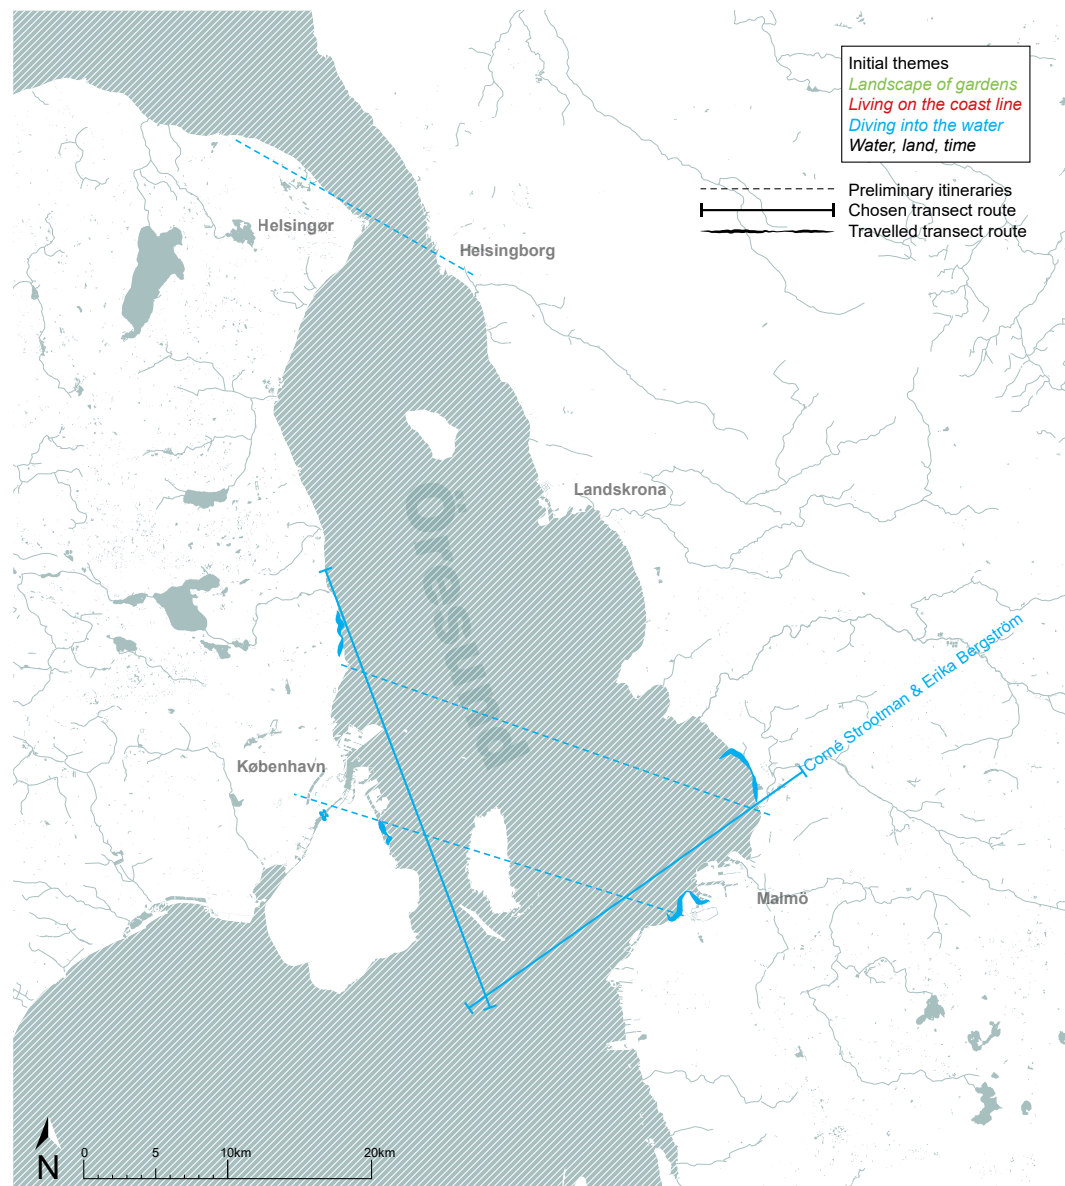 Initial themes
Landscape of gardens
Living on the coast line
Diving into the water
Water, land, time
Preliminary itineraries
Chosen transect route
Travelled transect route
Helsingør
Helsingborg
Landskrona
Öresund
Corné Strootman & Erika Bergström
København
Malmö
N
0 5 10km 20km